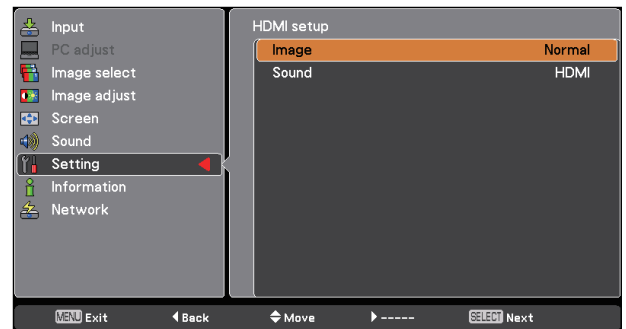 Input
PC adjust
Image select
Image adjust
Screen
Sound
Setting
Information
Network
HDMI setup
Image Normal
Sound HDMI
MENU Exit Back Move ----- SELECT Next